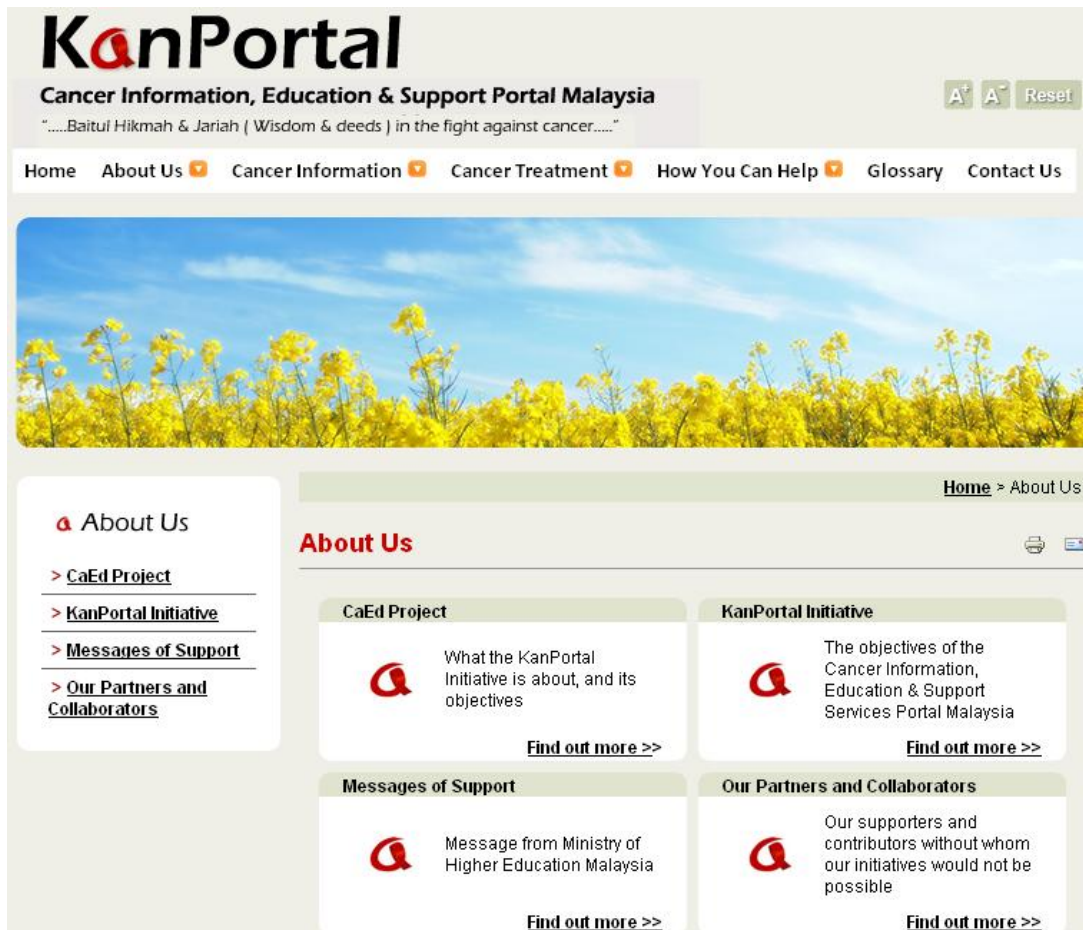 KanPortal
Cancer Information, Education & Support Portal Malaysia
".....Baitul Hikmah & Jariah ( Wisdom & deeds ) in the fight against cancer....."
A+ A- Reset
Home About Us Cancer Information Cancer Treatment How You Can Help Glossary Contact Us
Home > About Us
a About Us
> CaEd Project
> KanPortal Initiative
> Messages of Support
> Our Partners and
Collaborators
About Us
CaEd Project
What the KanPortal
Initiative is about, and its
objectives
Find out more >>
KanPortal Initiative
The objectives of the
Cancer Information,
Education & Support
Services Portal Malaysia
Find out more >>
Messages of Support
Message from Ministry of
Higher Education Malaysia
Find out more >>
Our Partners and Collaborators
Our supporters and
contributors without whom
our initiatives would not be
possible
Find out more >>